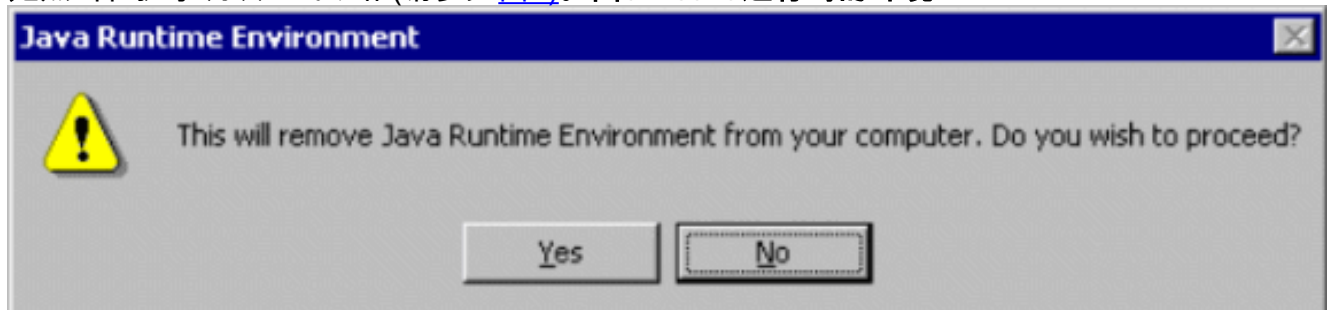 Java Runtime Environment
This will remove Java Runtime Environment from your computer. Do you wish to proceed?
Yes
No